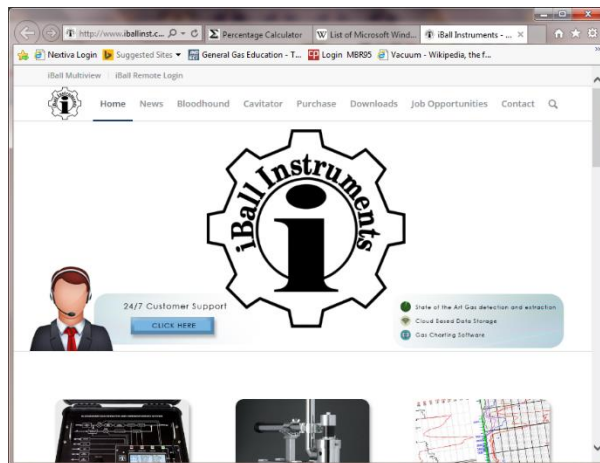 http://www.iballinst.c...
Percentage Calculator
List of Microsoft Wind...
iBall Instruments - ...
Nextiva Login
Suggested Sites
General Gas Education - T...
Login MBR95
Vacuum - Wikipedia, the f...
iBall Multiview
iBall Remote Login
Home News Bloodhound Cavitator Purchase Downloads Job Opportunities Contact
iBall Instruments
i
24/7 Customer Support
CLICK HERE
State of the Art Gas detection and extraction
Cloud Based Data Storage
Gas Charting Software